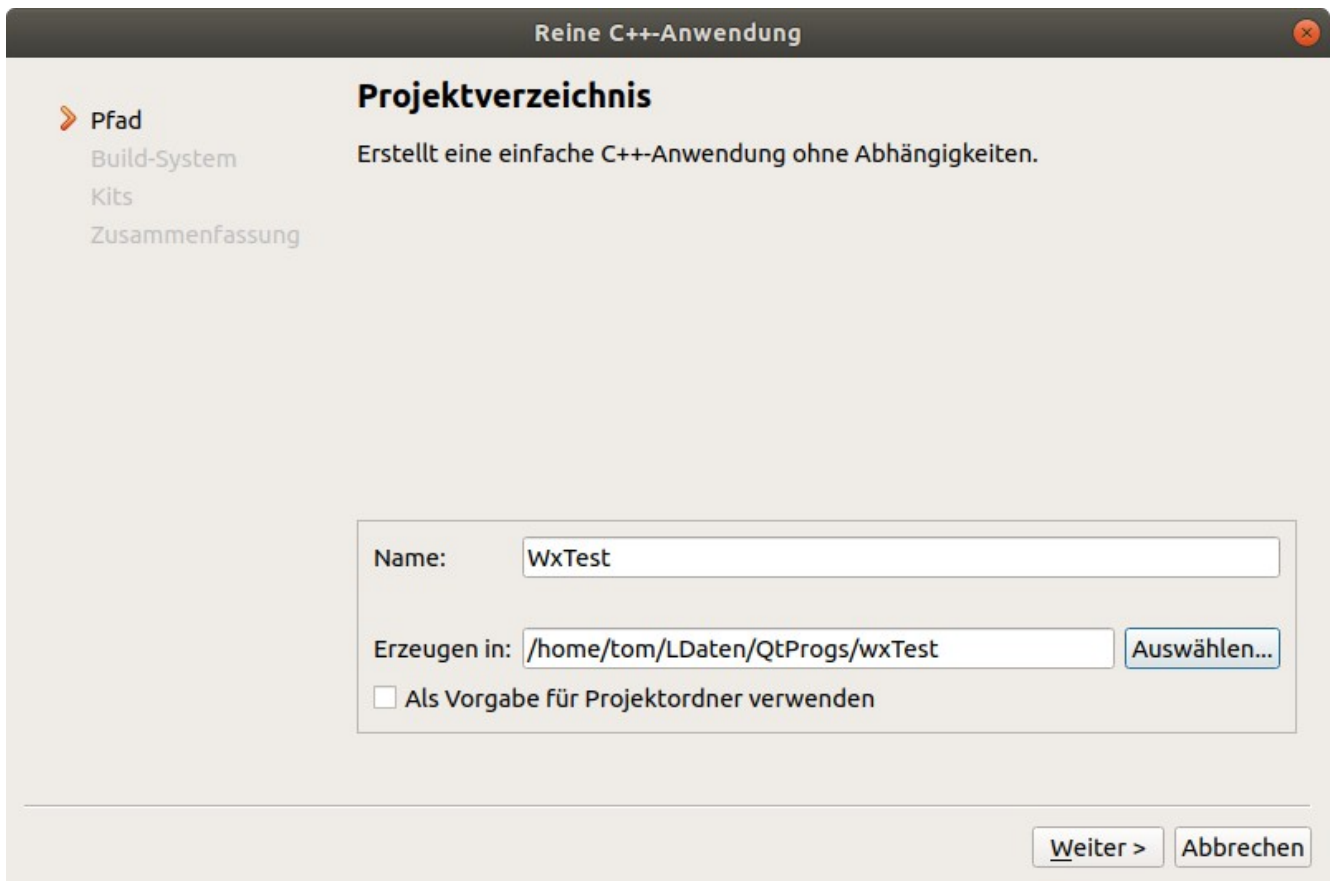 Reine C++-Anwendung
Pfad
Build-System
Kits
Zusammenfassung
Projektverzeichnis
Erstellt eine einfache C++-Anwendung ohne Abhängigkeiten.
Name: WxTest
Erzeugen in: /home/tom/LDaten/QtProgs/wxTest Auswählen...
Als Vorgabe für Projektordner verwenden
Weiter > Abbrechen